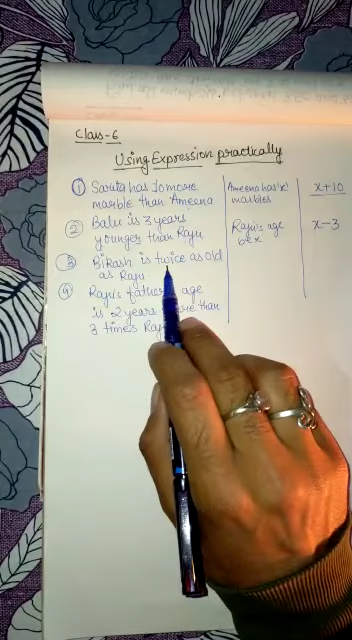 Class-6
Using Expression practically
① Sarita has 10 more marble than Ameena
Ameena has 'x' marbles
x+10
② Balu is 3 years younger than Raju
Raju's age be x
x-3
③ Bikash is twice as old as Raju
④ Raju's father's age is 2 years more than 3 times